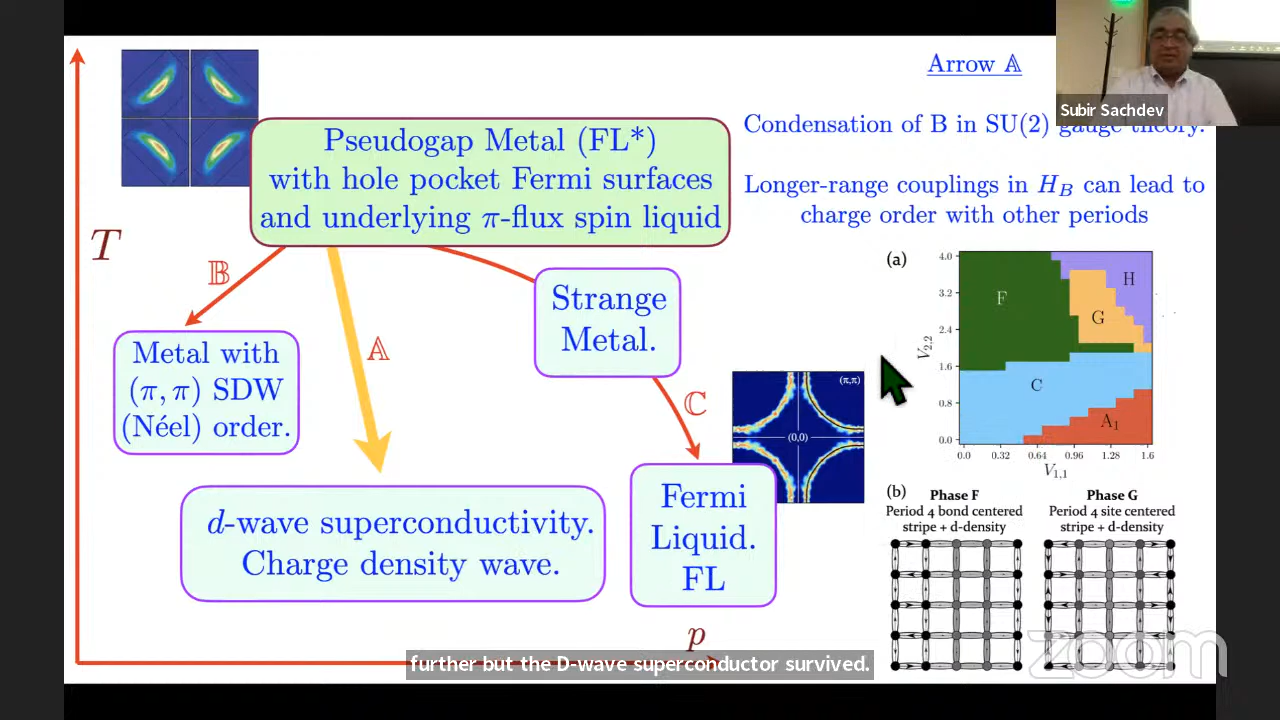 Arrow 𝔸
Subir Sachdev
Condensation of B in SU(2) gauge theory.
Longer-range couplings in H_B can lead to
charge order with other periods
Pseudogap Metal (FL*)
with hole pocket Fermi surfaces
and underlying π-flux spin liquid
T
𝔹
𝔸
ℂ
Strange
Metal.
Metal with
(π, π) SDW
(Néel) order.
d-wave superconductivity.
Charge density wave.
Fermi
Liquid.
FL
p
(π,π)
(0,0)
(a)
4.0
3.2
2.4
1.6
0.8
0.0
V_{2,2}
F
H
G
C
A_1
0.0 0.32 0.64 0.96 1.28 1.6
V_{1,1}
(b)
Phase F
Period 4 bond centered
stripe + d-density
Phase G
Period 4 site centered
stripe + d-density
further but the D-wave superconductor survived.
zoom